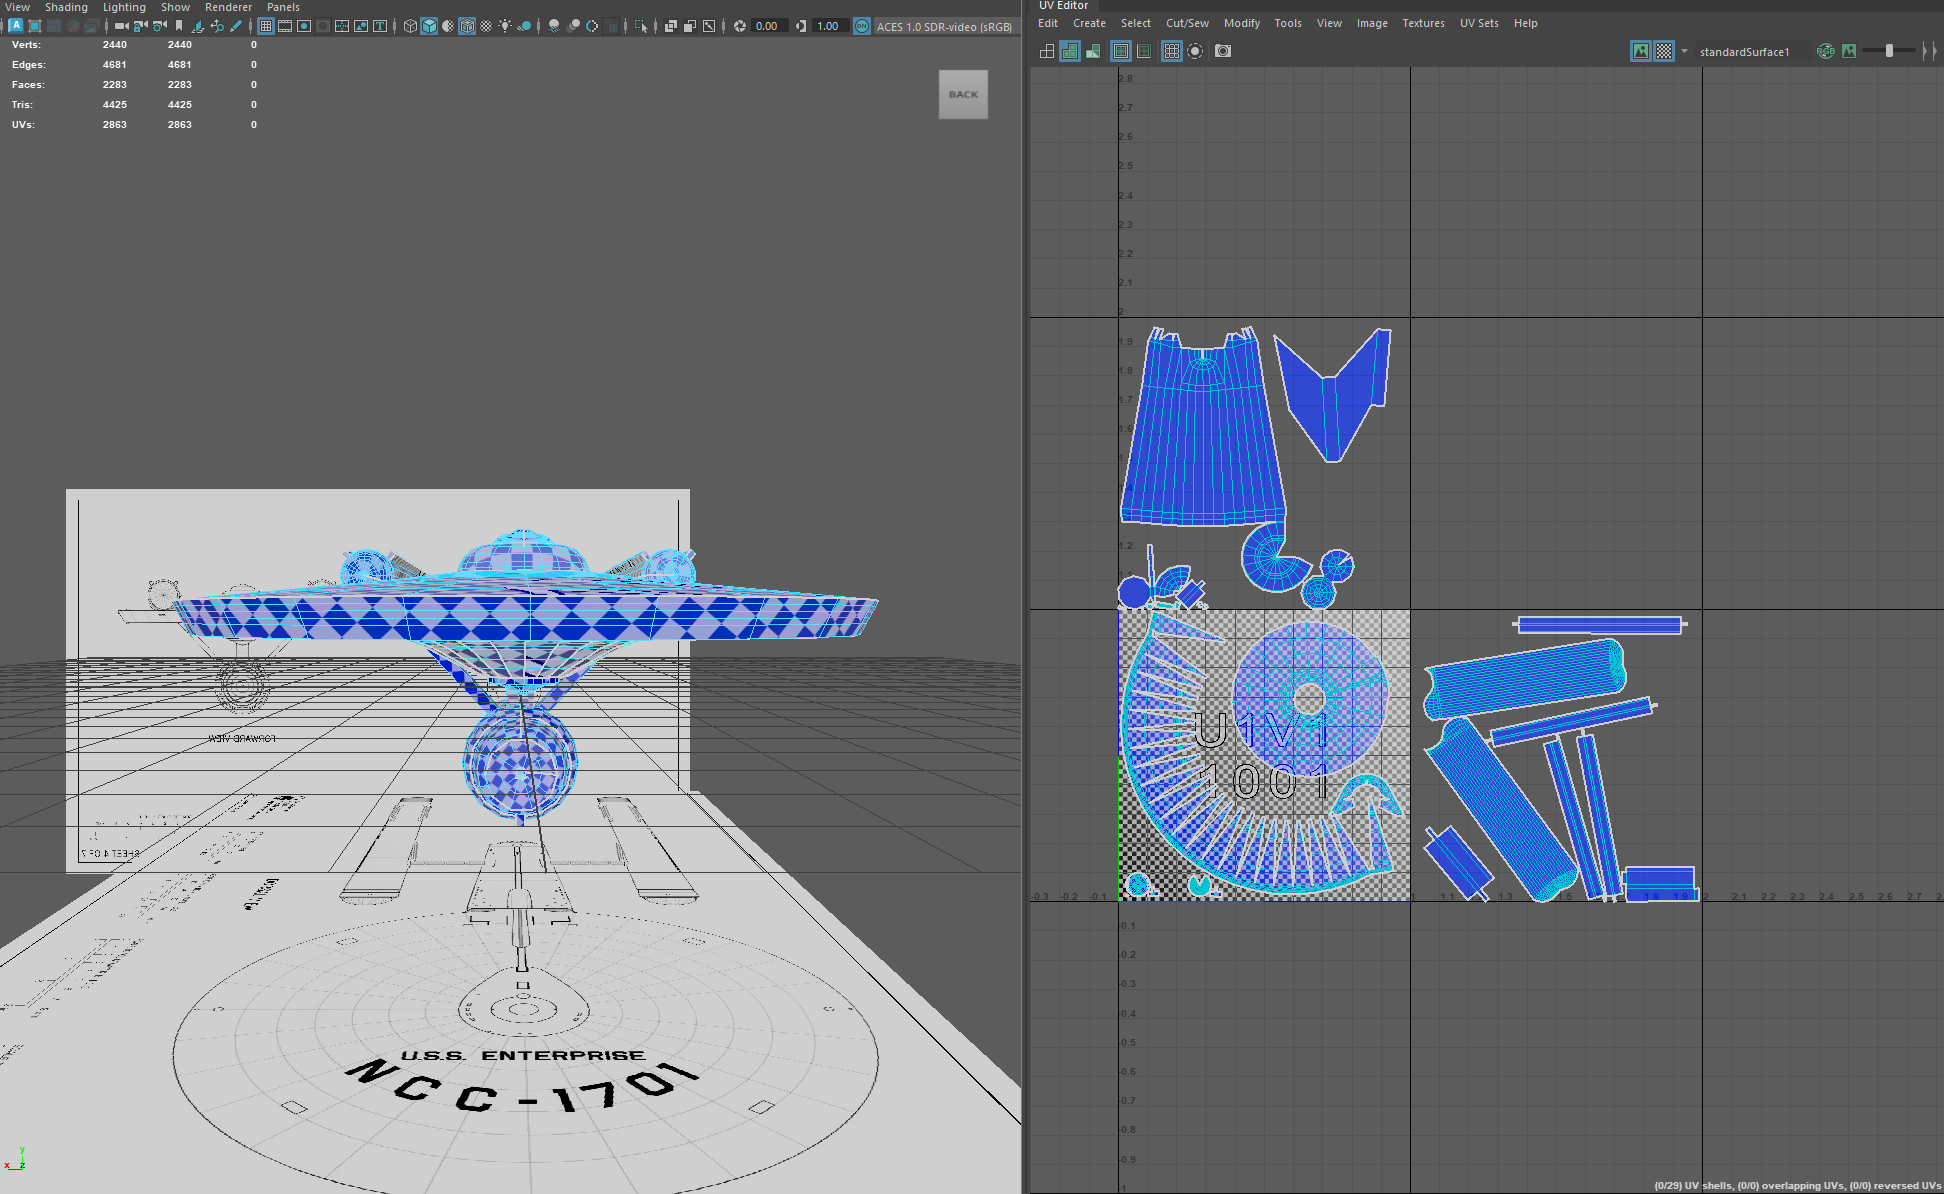 View Shading Lighting Show Renderer Panels
0.00 1.00 ACES 1.0 SDR-video (sRGB)
Verts: 2440 2440 0
Edges: 4681 4681 0
Faces: 2283 2283 0
Tris: 4425 4425 0
UVs: 2863 2863 0
BACK
FORWARD VIEW
SHEET 4 OF 7
U.S.S. ENTERPRISE
NCC-1701
y
x z
UV Editor
Edit Create Select Cut/Sew Modify Tools View Image Textures UV Sets Help
standardSurface1
2.8
2.7
2.6
2.5
2.4
2.3
2.2
2.1
2
1.9
1.8
1.7
1.6
1.2
U1V1
1001
-0.3 -0.2 -0.1 1.1 1.5 1.8 1.9 2 2.1 2.2 2.3 2.4 2.5 2.6 2.7
-0.1
-0.2
-0.3
-0.4
-0.5
-0.6
-0.7
-0.8
-0.9
-1
(0/29) UV shells, (0/0) overlapping UVs, (0/0) reversed UVs